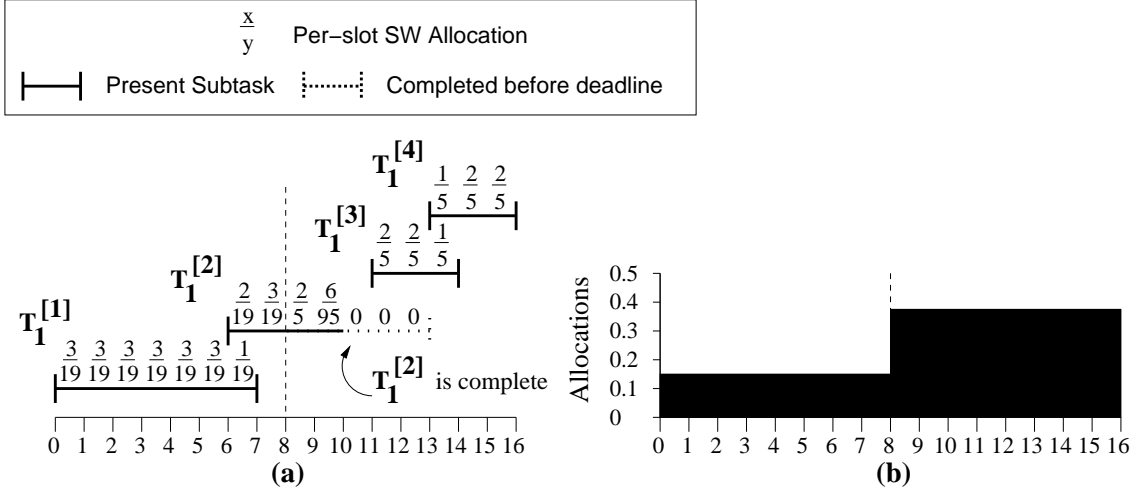 x
y
Per−slot SW Allocation
Present Subtask
Completed before deadline
T1[4]
1 2 2
5 5 5
T1[3]
2 2 1
5 5 5
T1[2]
2 3 2 6
19 19 5 95 0 0 0
T1[1]
3 3 3 3 3 3 1
19 19 19 19 19 19 19
T1[2] is complete
0 1 2 3 4 5 6 7 8 9 10 11 12 13 14 15 16
(a)
0.5
0.4
0.3
0.2
0.1
0
Allocations
0 1 2 3 4 5 6 7 8 9 10 11 12 13 14 15 16
(b)